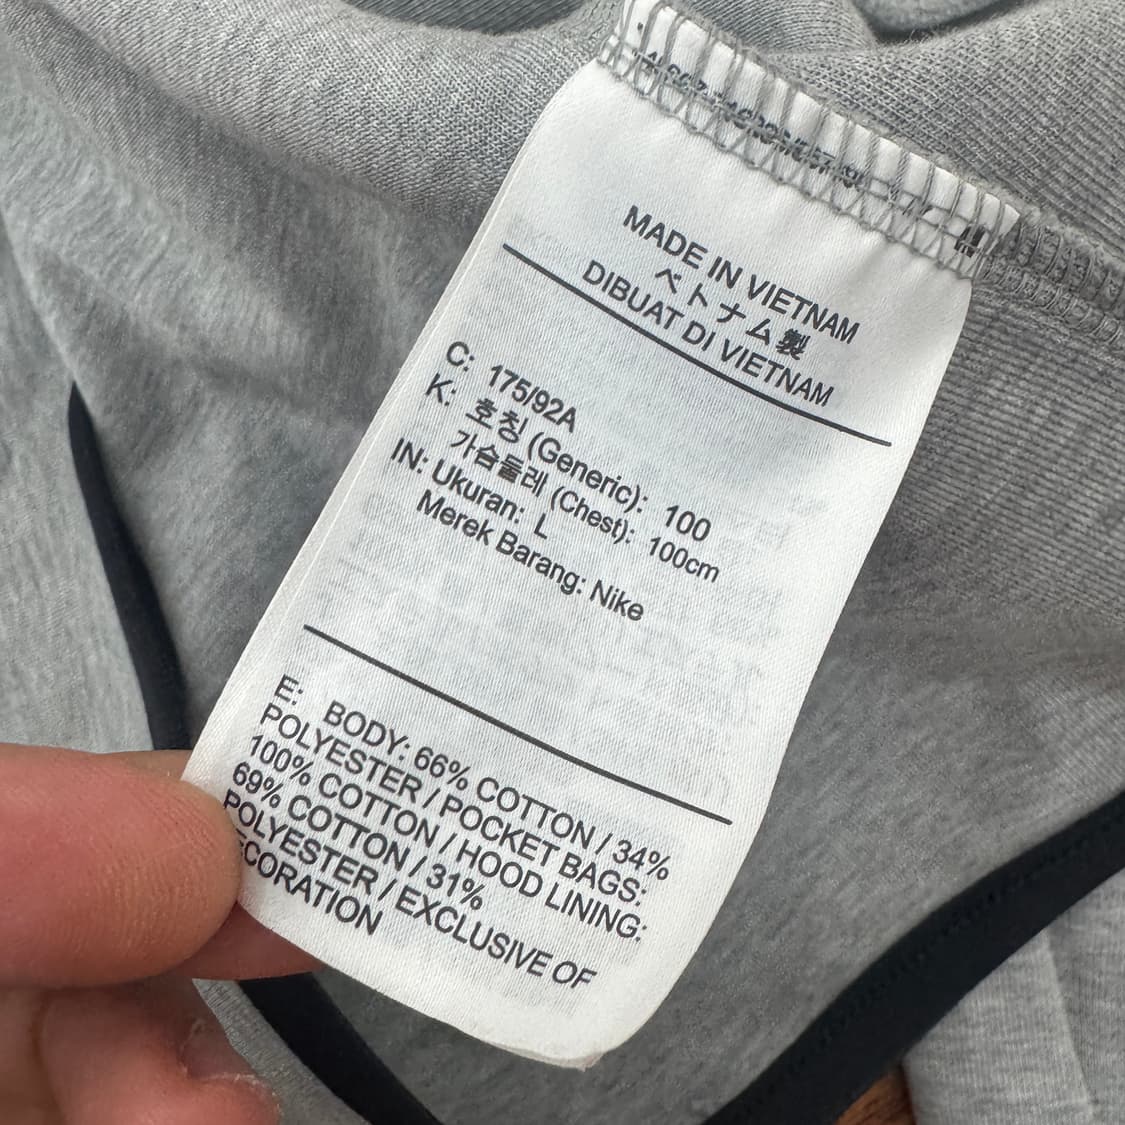 MADE IN VIETNAM
ベトナム製
DIBUAT DI VIETNAM
C: 175/92A
K: 호칭 (Generic): 100
가슴둘레 (Chest): 100cm
IN: Ukuran: L
Merek Barang: Nike
E: BODY: 66% COTTON / 34%
POLYESTER / POCKET BAGS:
100% COTTON / HOOD LINING:
69% COTTON / 31%
POLYESTER / EXCLUSIVE OF
ECORATION